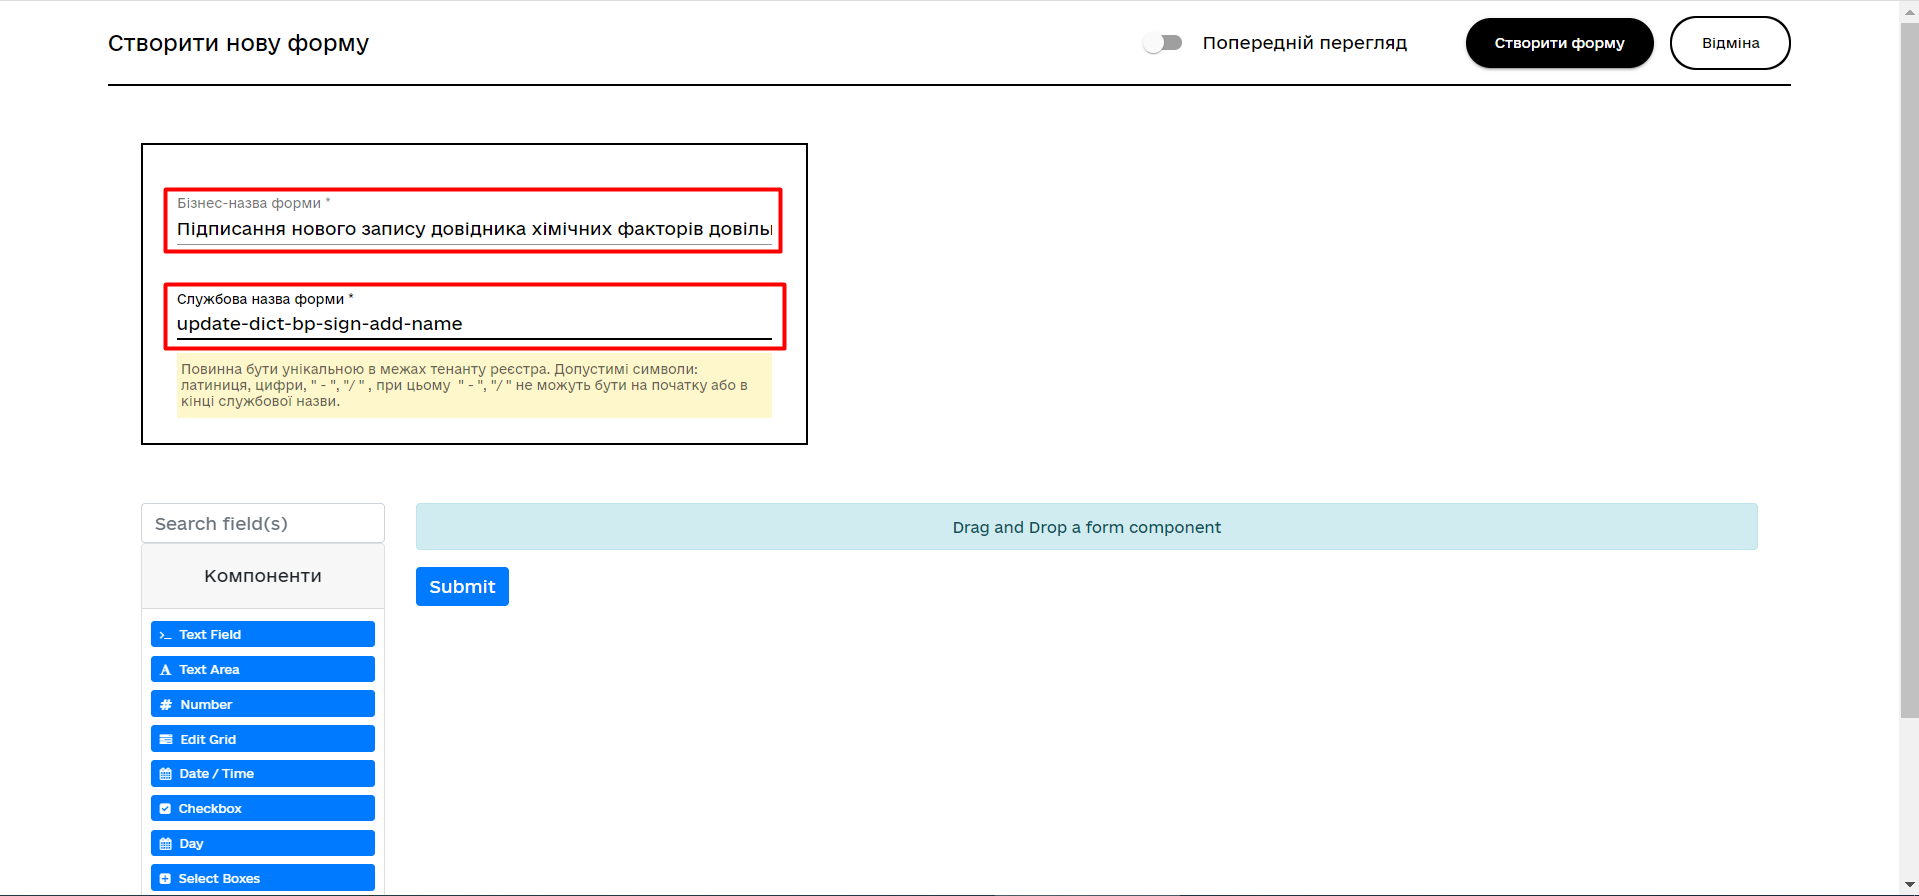 Створити нову форму
Попередній перегляд
Створити форму
Відміна
Бізнес-назва форми *
Підписання нового запису довідника хімічних факторів
Службова назва форми *
update-dict-bp-sign-add-name
Повинна бути унікальною в межах тенанту реєстра. Допустимі символи:
латиниця, цифри, " - ", "/ " , при цьому " - ", "/ " не можуть бути на початку або в
кінці службової назви.
Search field(s)
Компоненти
Text Field
Text Area
Number
Edit Grid
Date / Time
Checkbox
Day
Select Boxes
Drag and Drop a form component
Submit